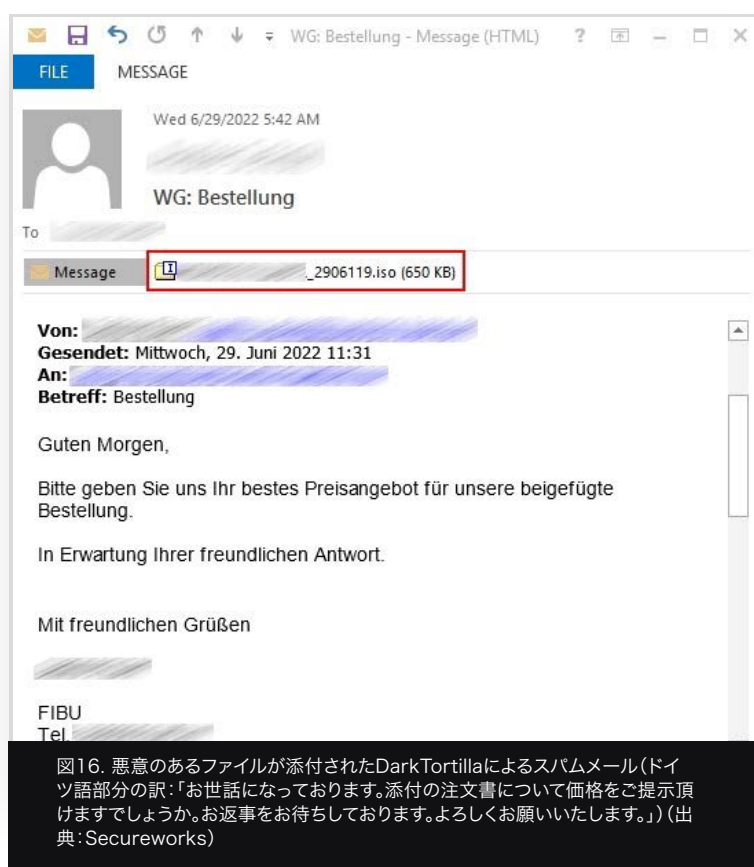 WG: Bestellung - Message (HTML)
FILE MESSAGE
Wed 6/29/2022 5:42 AM
WG: Bestellung
To
Message _2906119.iso (650 KB)
Von:
Gesendet: Mittwoch, 29. Juni 2022 11:31
An:
Betreff: Bestellung
Guten Morgen,
Bitte geben Sie uns Ihr bestes Preisangebot für unsere beigefügte
Bestellung.
In Erwartung Ihrer freundlichen Antwort.
Mit freundlichen Grüßen
FIBU
Tel.
図16. 悪意のあるファイルが添付されたDarkTortillaによるスパムメール(ドイ
ツ語部分の訳:「お世話になっております。添付の注文書について価格をご提示頂
けますでしょうか。お返事をお待ちしております。よろしくお願いいたします。」)(出
典:Secureworks)